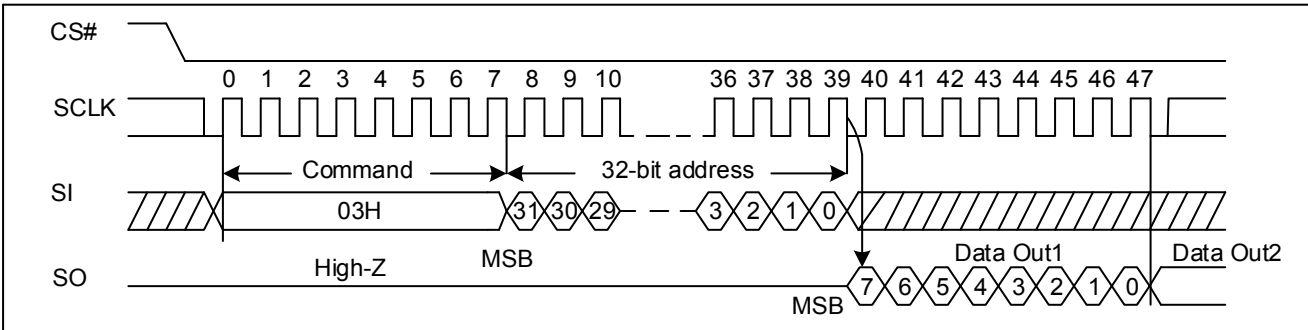 CS#
0 1 2 3 4 5 6 7 8 9 10 36 37 38 39 40 41 42 43 44 45 46 47
SCLK
Command 32-bit address
SI
03H 31 30 29 3 2 1 0
High-Z MSB Data Out1 Data Out2
SO
MSB 7 6 5 4 3 2 1 0